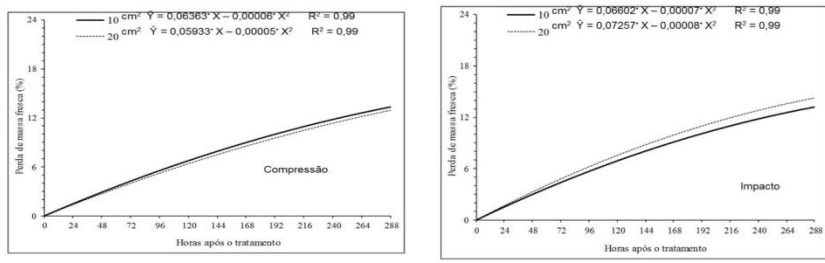 10 cm² Ŷ = 0,06363* X – 0,00006* X² R² = 0,99
20 cm² Ŷ = 0,05933* X – 0,00005* X² R² = 0,99
Perda de massa fresca (%)
24
18
12
6
0
Compressão
0 24 48 72 96 120 144 168 192 216 240 264 288
Horas após o tratamento
10 cm² Ŷ = 0,06602* X – 0,00007* X² R² = 0,99
20 cm² Ŷ = 0,07257* X – 0,00008* X² R² = 0,99
Perda de massa fresca (%)
24
18
12
6
0
Impacto
0 24 48 72 96 120 144 168 192 216 240 264 288
Horas após o tratamento